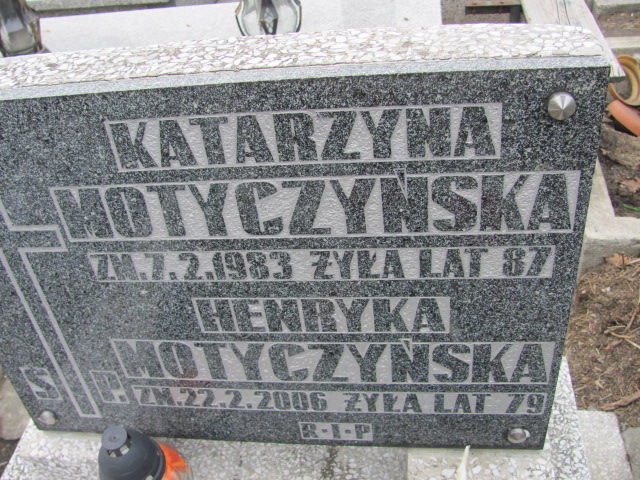 KATARZYNA
MOTYCZYŃSKA
ZM.7.2.1983 ŻYŁA LAT 87
HENRYKA
MOTYCZYŃSKA
Ś. P. ZM.22.2.2006 ŻYŁA LAT 79
R-I-P